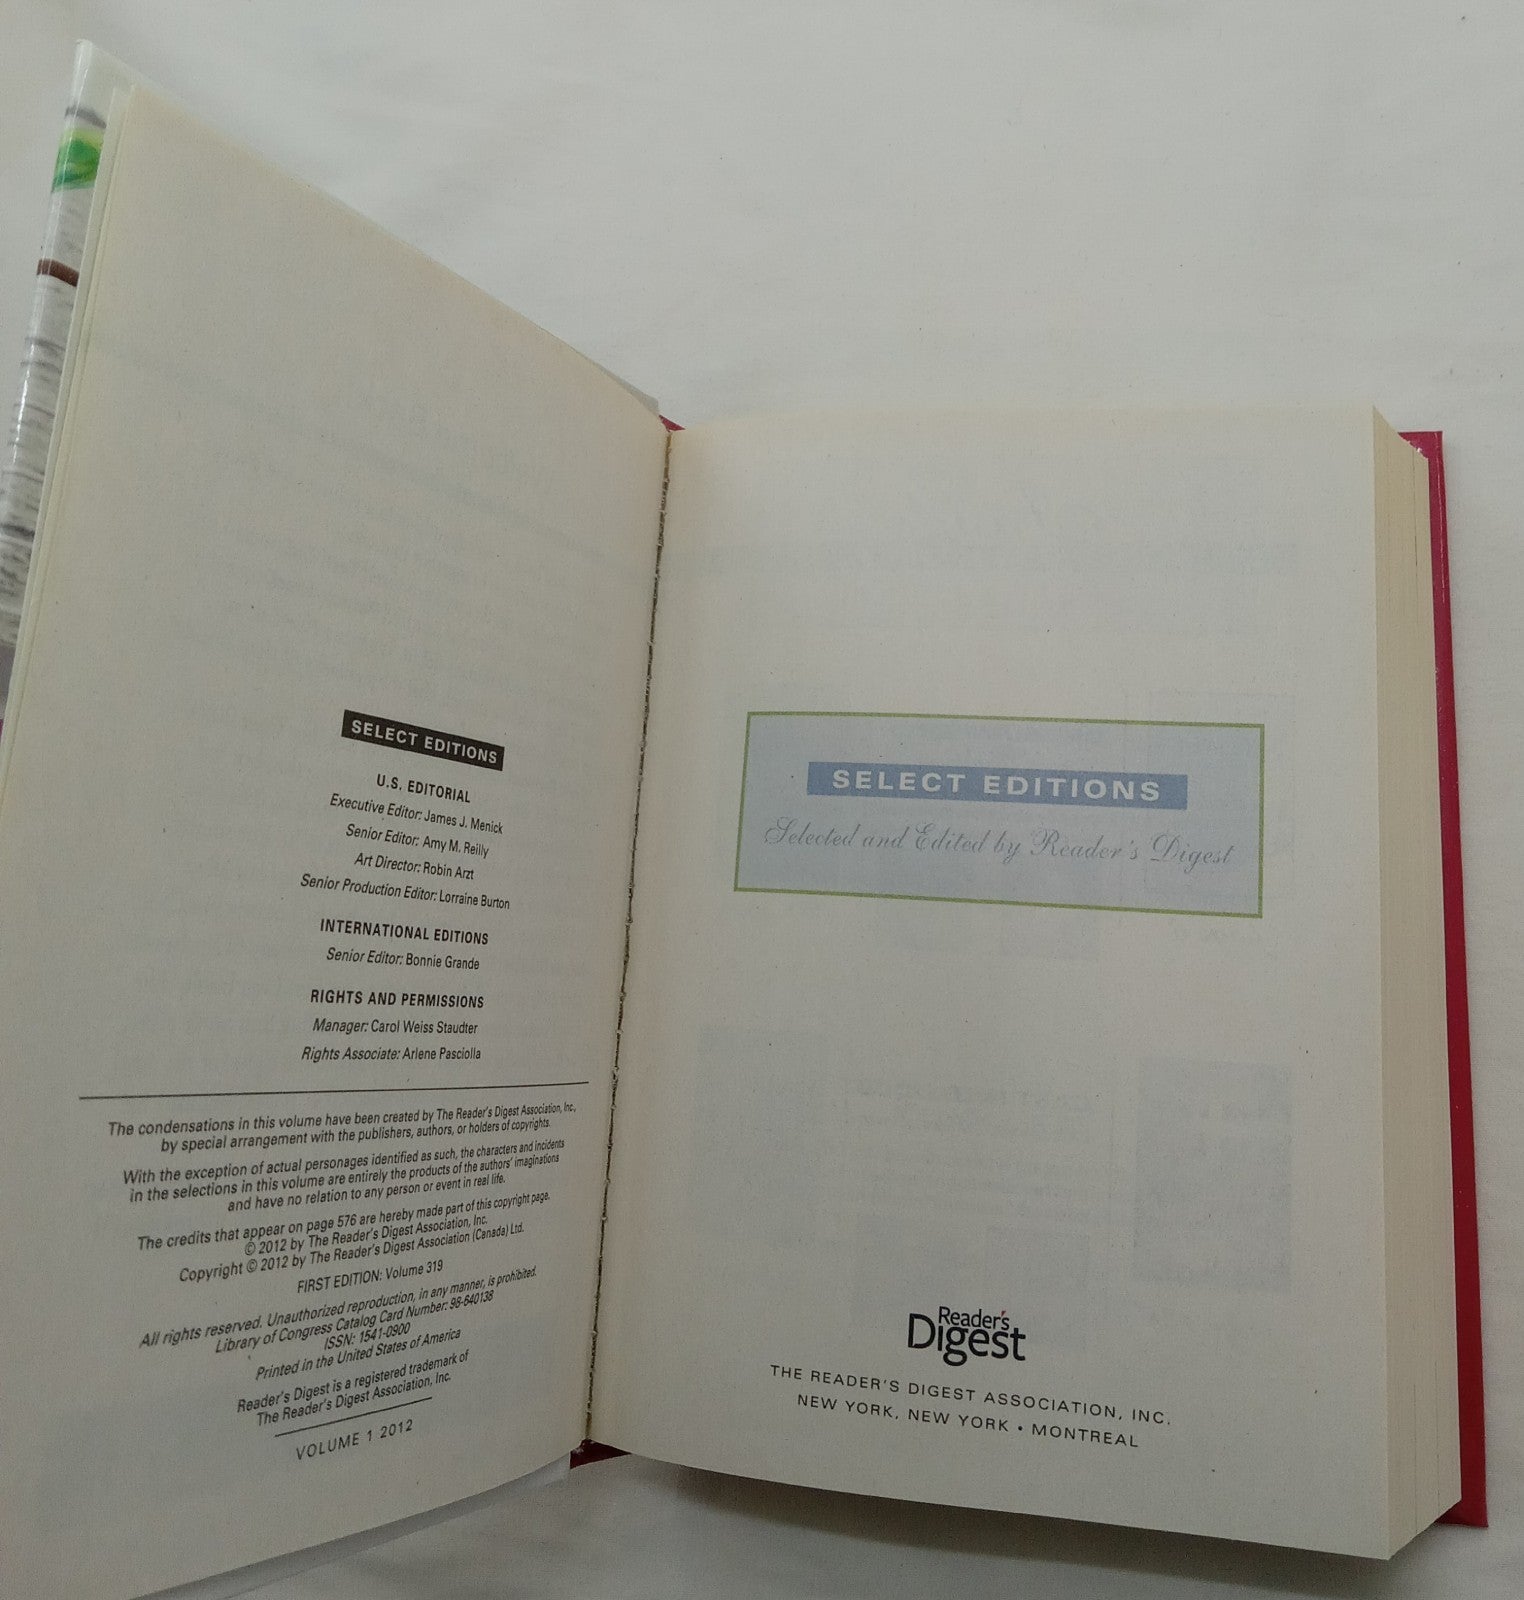 SELECT EDITIONS
U.S. EDITORIAL
Executive Editor: James J. Menick
Senior Editor: Amy M. Reilly
Art Director: Robin Arzt
Senior Production Editor: Lorraine Burton
INTERNATIONAL EDITIONS
Senior Editor: Bonnie Grande
RIGHTS AND PERMISSIONS
Manager: Carol Weiss Staudter
Rights Associate: Arlene Pasciolla
The condensations in this volume have been created by The Reader's Digest Association, Inc.,
by special arrangement with the publishers, authors, or holders of copyrights.
With the exception of actual personages identified as such, the characters and incidents
in the selections in this volume are entirely the products of the authors' imaginations
and have no relation to any person or event in real life.
The credits that appear on page 576 are hereby made part of this copyright page.
© 2012 by The Reader's Digest Association, Inc.
Copyright © 2012 by The Reader's Digest Association (Canada) Ltd.
FIRST EDITION: Volume 319
All rights reserved. Unauthorized reproduction, in any manner, is prohibited.
Library of Congress Catalog Card Number: 98-640138
ISSN: 1541-0900
Printed in the United States of America
Reader's Digest is a registered trademark of
The Reader's Digest Association, Inc.
VOLUME 1 2012
SELECT EDITIONS
Selected and Edited by Reader's Digest
Reader's
Digest
THE READER'S DIGEST ASSOCIATION, INC.
NEW YORK, NEW YORK • MONTREAL